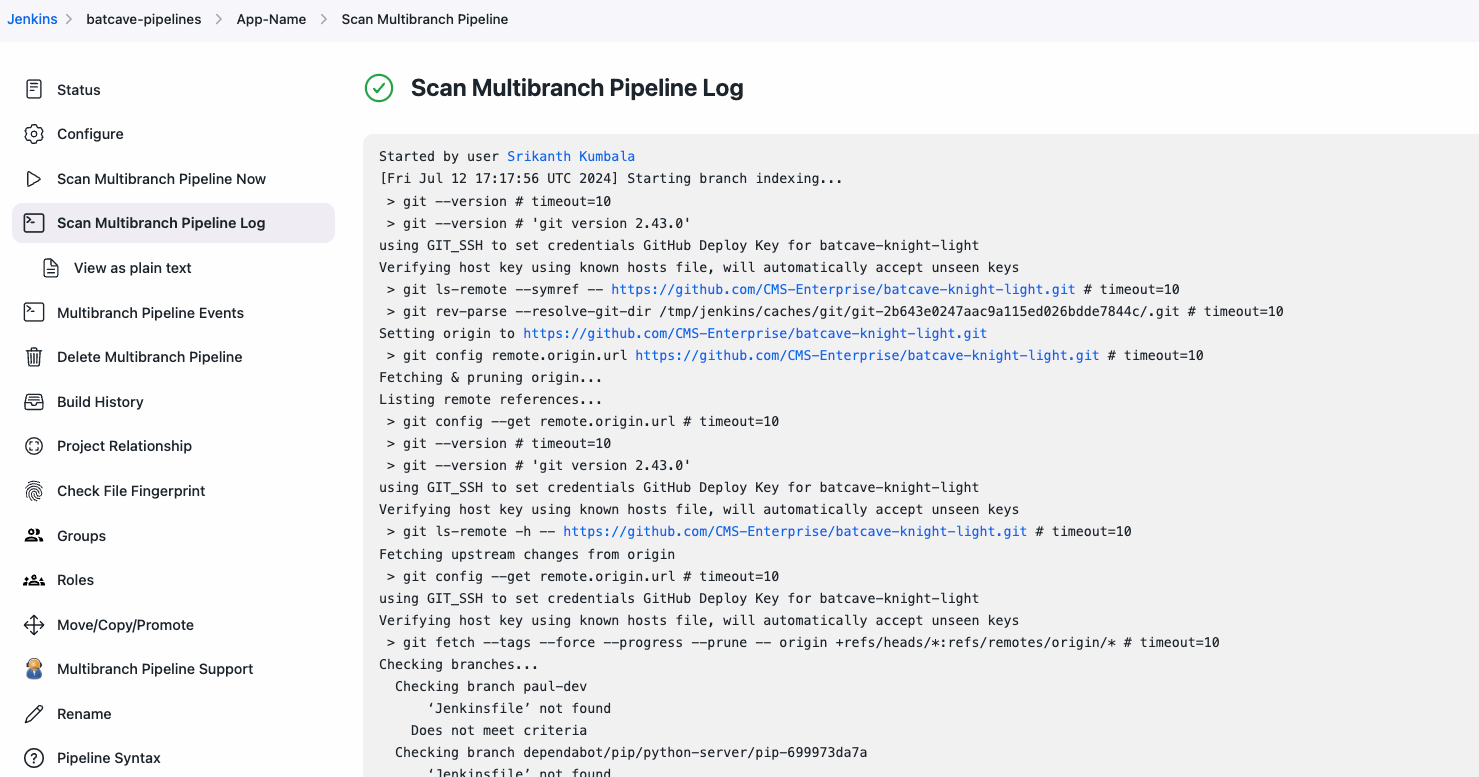 Jenkins > batcave-pipelines > App-Name > Scan Multibranch Pipeline
Status
Configure
Scan Multibranch Pipeline Now
Scan Multibranch Pipeline Log
View as plain text
Multibranch Pipeline Events
Delete Multibranch Pipeline
Build History
Project Relationship
Check File Fingerprint
Groups
Roles
Move/Copy/Promote
Multibranch Pipeline Support
Rename
Pipeline Syntax
Scan Multibranch Pipeline Log
Started by user Srikanth Kumbala
[Fri Jul 12 17:17:56 UTC 2024] Starting branch indexing...
 > git --version # timeout=10
 > git --version # 'git version 2.43.0'
using GIT_SSH to set credentials GitHub Deploy Key for batcave-knight-light
Verifying host key using known hosts file, will automatically accept unseen keys
 > git ls-remote --symref -- https://github.com/CMS-Enterprise/batcave-knight-light.git # timeout=10
 > git rev-parse --resolve-git-dir /tmp/jenkins/caches/git/git-2b643e0247aac9a115ed026bdde7844c/.git # timeout=10
Setting origin to https://github.com/CMS-Enterprise/batcave-knight-light.git
 > git config remote.origin.url https://github.com/CMS-Enterprise/batcave-knight-light.git # timeout=10
Fetching & pruning origin...
Listing remote references...
 > git config --get remote.origin.url # timeout=10
 > git --version # timeout=10
 > git --version # 'git version 2.43.0'
using GIT_SSH to set credentials GitHub Deploy Key for batcave-knight-light
Verifying host key using known hosts file, will automatically accept unseen keys
 > git ls-remote -h -- https://github.com/CMS-Enterprise/batcave-knight-light.git # timeout=10
Fetching upstream changes from origin
 > git config --get remote.origin.url # timeout=10
using GIT_SSH to set credentials GitHub Deploy Key for batcave-knight-light
Verifying host key using known hosts file, will automatically accept unseen keys
 > git fetch --tags --force --progress --prune -- origin +refs/heads/*:refs/remotes/origin/* # timeout=10
Checking branches...
  Checking branch paul-dev
      ‘Jenkinsfile’ not found
    Does not meet criteria
  Checking branch dependabot/pip/python-server/pip-699973da7a
      ‘Jenkinsfile’ not found